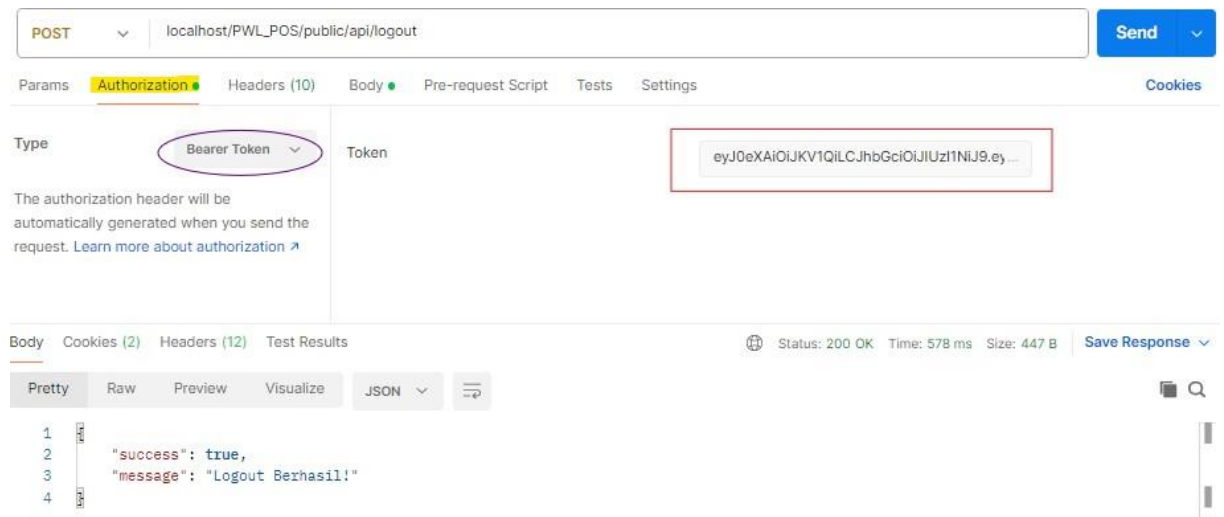 POST localhost/PWL_POS/public/api/logout Send
Params Authorization Headers (10) Body Pre-request Script Tests Settings Cookies
Type Bearer Token Token eyJ0eXAiOiJKV1QiLCJhbGciOiJIUzI1NiJ9.ey...
The authorization header will be
automatically generated when you send the
request. Learn more about authorization ↗
Body Cookies (2) Headers (12) Test Results Status: 200 OK Time: 578 ms Size: 447 B Save Response
Pretty Raw Preview Visualize JSON
1 {
2 "success": true,
3 "message": "Logout Berhasil!"
4 }